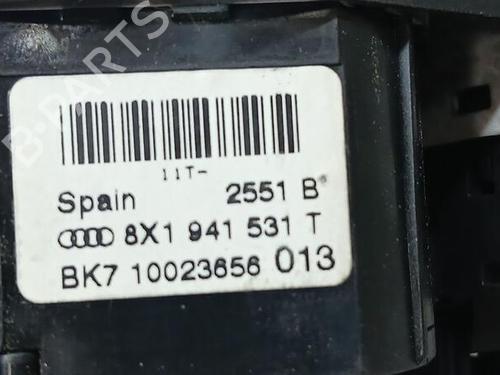 B-PARTS
11T-
Spain 2551 B
8X1 941 531 T
BK7 10023656 013